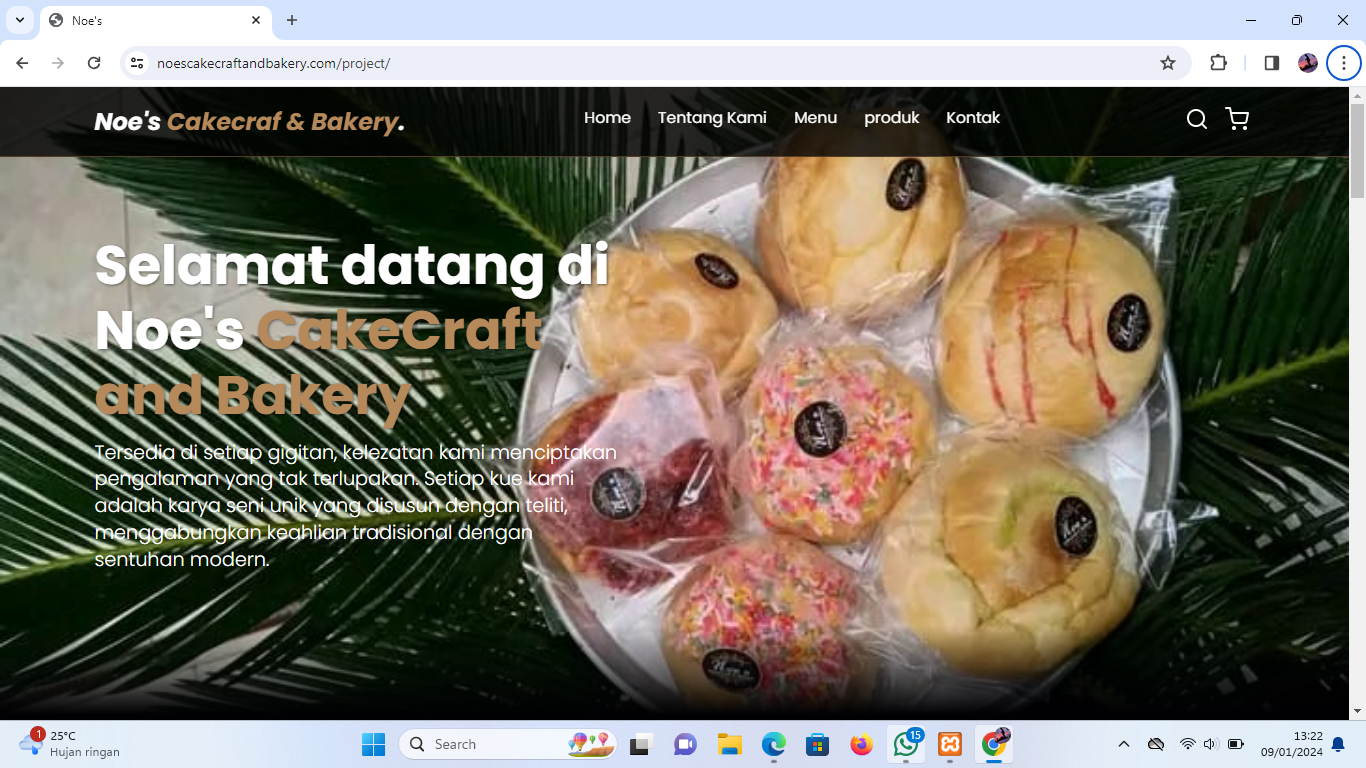 Noe's
noescakecraftandbakery.com/project/
Noe's Cakecraf & Bakery.
Home
Tentang Kami
Menu
produk
Kontak
Selamat datang di
Noe's CakeCraft
and Bakery
Tersedia di setiap gigitan, kelezatan kami menciptakan
pengalaman yang tak terlupakan. Setiap kue kami
adalah karya seni unik yang disusun dengan teliti,
menggabungkan keahlian tradisional dengan
sentuhan modern.
1
25°C
Hujan ringan
Search
15
13:22
09/01/2024